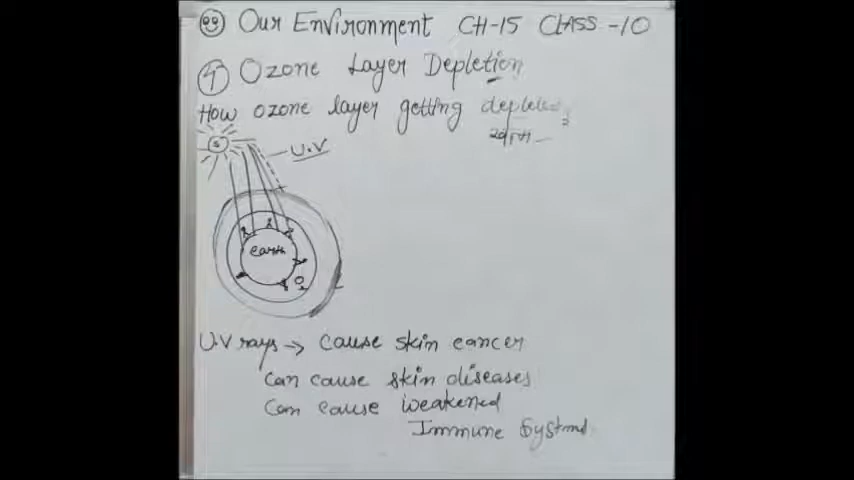 Our Environment CH-15 CLASS-10
4 Ozone Layer Depletion
How ozone layer getting
U.V
S
earth
U.V rays → cause skin cancer
Can cause skin diseases
Can cause weakened
Immune